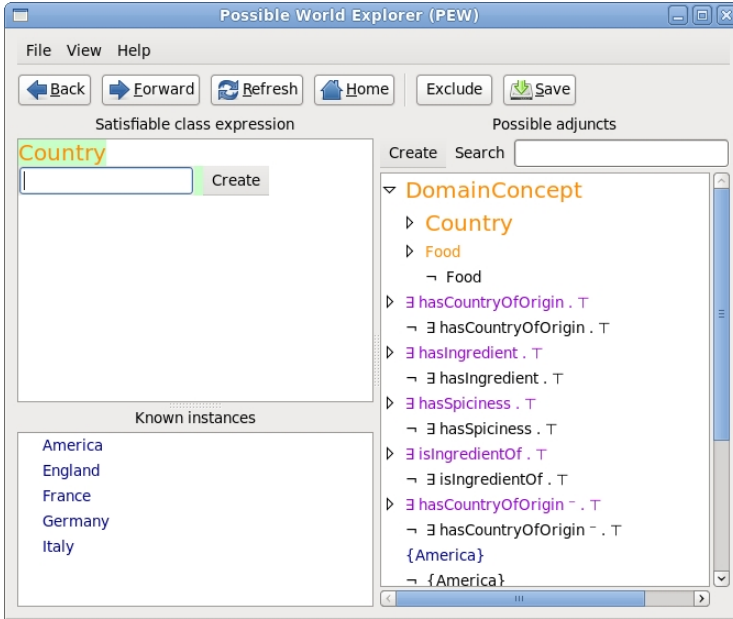 Possible World Explorer (PEW)
File View Help
Back Forward Refresh Home Exclude Save
Satisfiable class expression
Country
Create
Known instances
America
England
France
Germany
Italy
Possible adjuncts
Create Search
DomainConcept
Country
Food
¬ Food
∃ hasCountryOfOrigin . ⊤
¬ ∃ hasCountryOfOrigin . ⊤
∃ hasIngredient . ⊤
¬ ∃ hasIngredient . ⊤
∃ hasSpiciness . ⊤
¬ ∃ hasSpiciness . ⊤
∃ isIngredientOf . ⊤
¬ ∃ isIngredientOf . ⊤
∃ hasCountryOfOrigin ⁻ . ⊤
¬ ∃ hasCountryOfOrigin ⁻ . ⊤
{America}
¬ {America}